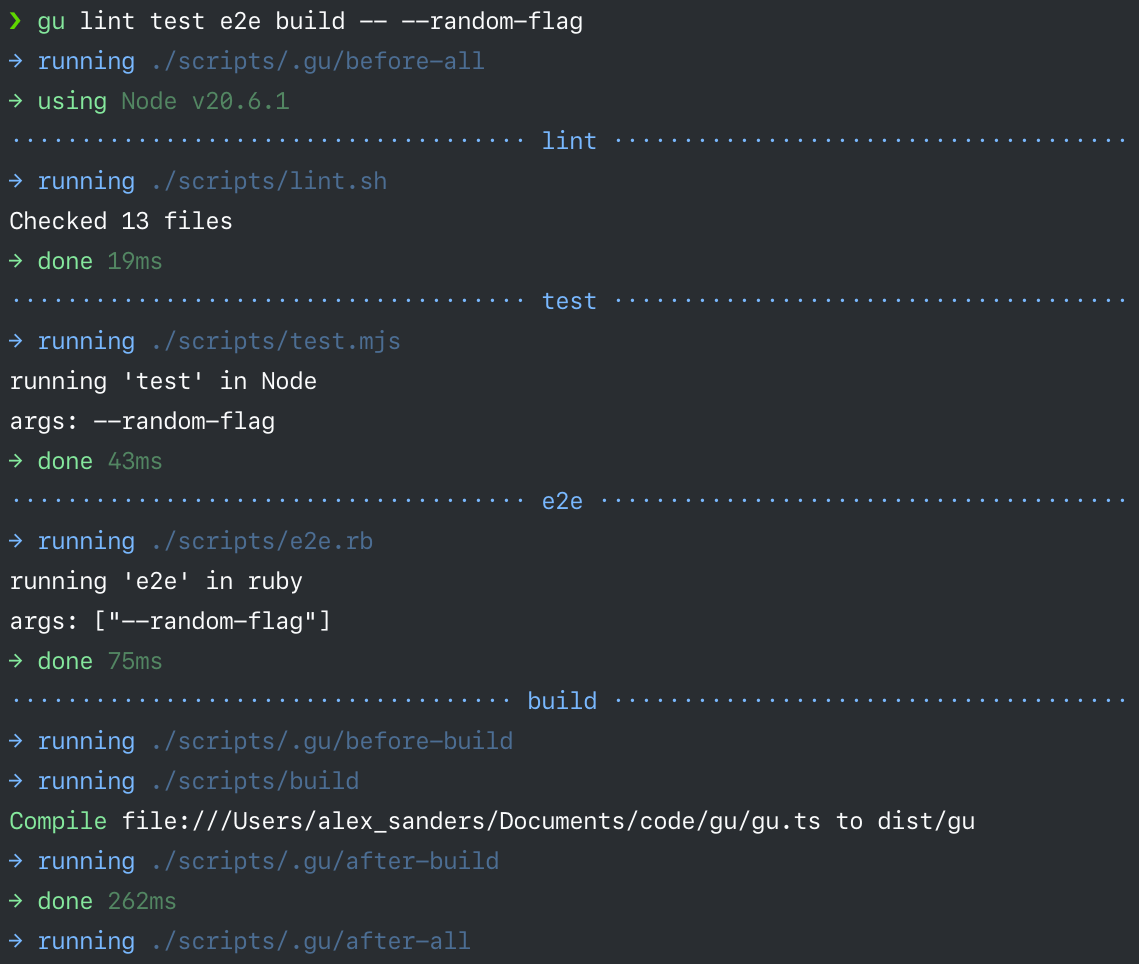 ❯ gu lint test e2e build -- --random-flag
→ running ./scripts/.gu/before-all
→ using Node v20.6.1
····································· lint ·····································
→ running ./scripts/lint.sh
Checked 13 files
→ done 19ms
····································· test ·····································
→ running ./scripts/test.mjs
running 'test' in Node
args: --random-flag
→ done 43ms
····································· e2e ······································
→ running ./scripts/e2e.rb
running 'e2e' in ruby
args: ["--random-flag"]
→ done 75ms
···································· build ·····································
→ running ./scripts/.gu/before-build
→ running ./scripts/build
Compile file:///Users/alex_sanders/Documents/code/gu/gu.ts to dist/gu
→ running ./scripts/.gu/after-build
→ done 262ms
→ running ./scripts/.gu/after-all